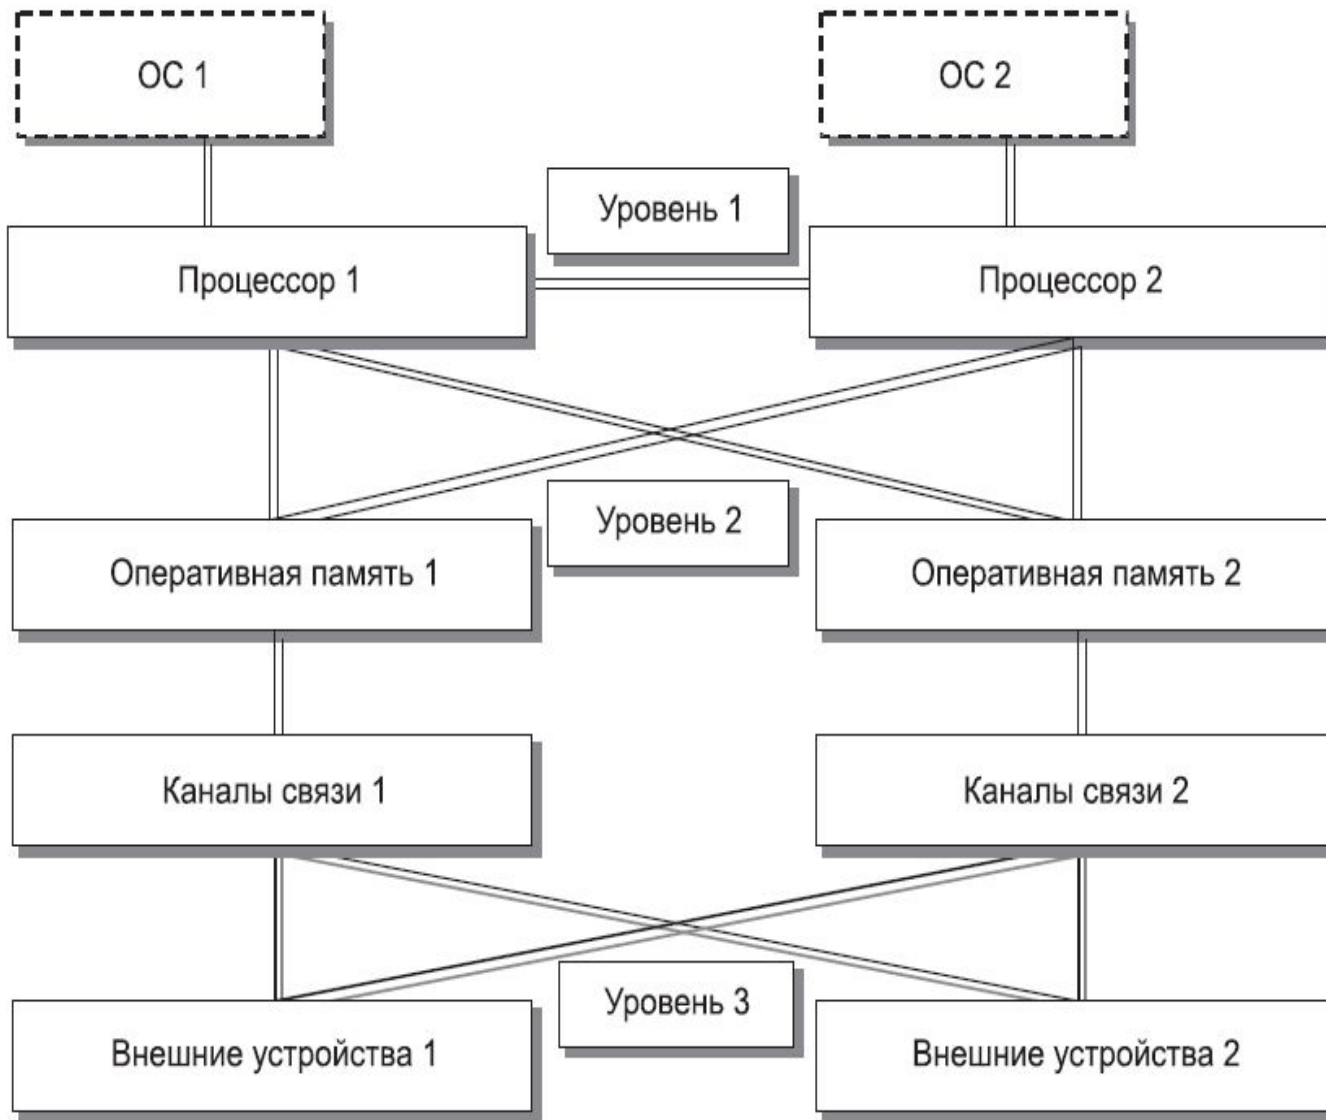 ОС 1
ОС 2
Уровень 1
Процессор 1
Процессор 2
Уровень 2
Оперативная память 1
Оперативная память 2
Каналы связи 1
Каналы связи 2
Уровень 3
Внешние устройства 1
Внешние устройства 2